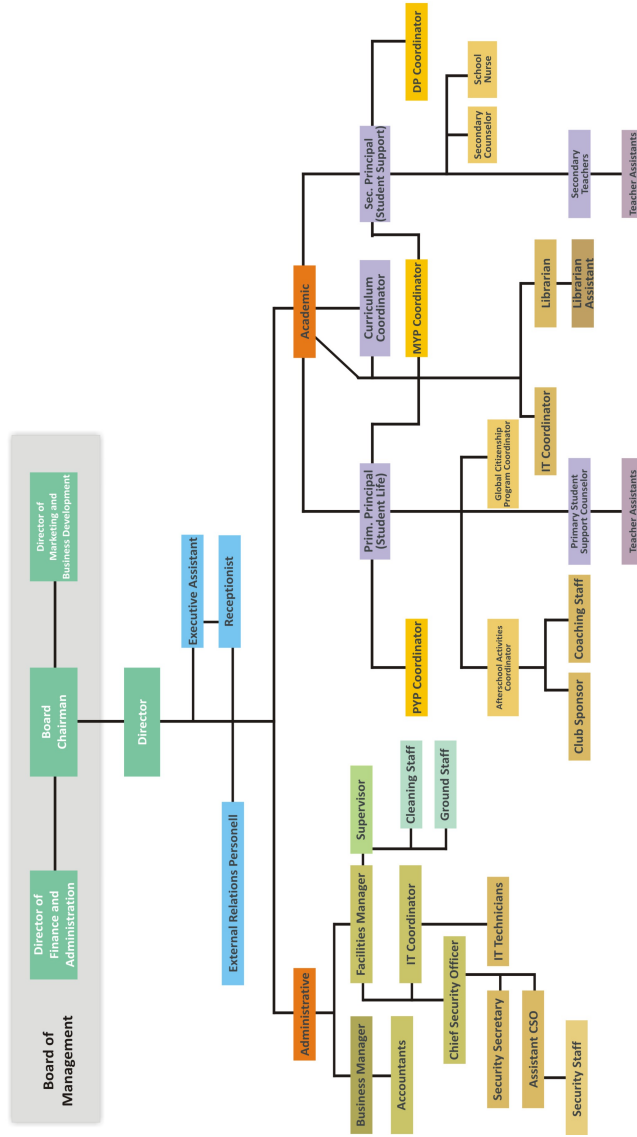 Board of
Management
Director of
Finance and
Administration
Board
Chairman
Director of
Marketing and
Business Development
Director
Executive Assistant
Receptionist
External Relations Personell
Administrative
Academic
Business Manager
Accountants
Facilities Manager
Supervisor
Cleaning Staff
Ground Staff
IT Coordinator
IT Technicians
Chief Security Officer
Security Secretary
Assistant CSO
Security Staff
Prim. Principal
(Student Life)
PYP Coordinator
Curriculum
Coordinator
MYP Coordinator
Sec. Principal
(Student Support)
DP Coordinator
Afterschool Activities
Coordinator
Club Sponsor
Coaching Staff
Global Citizenship
Program Coordinator
IT Coordinator
Librarian
Librarian
Assistant
Secondary
Counselor
School
Nurse
Primary Student
Support Counselor
Teacher Assistants
Secondary
Teachers
Teacher Assistants